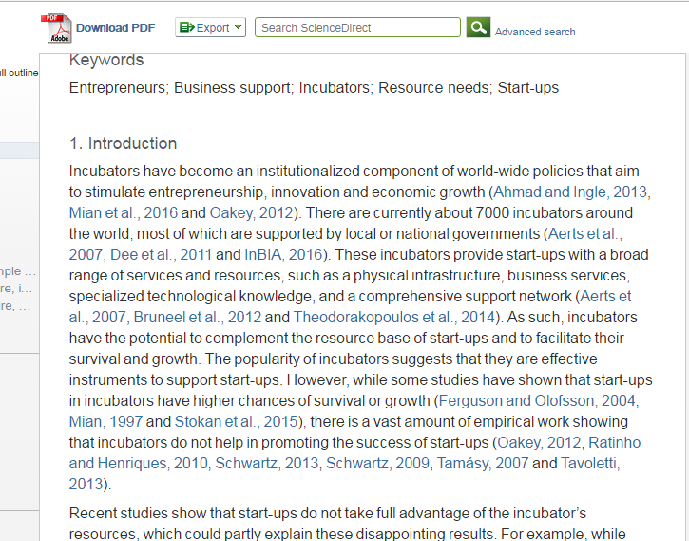 PDF
Adobe
Download PDF
Export
Search ScienceDirect
Advanced search
ull outline
Keywords
Entrepreneurs; Business support; Incubators; Resource needs; Start-ups
1. Introduction
Incubators have become an institutionalized component of world-wide policies that aim
to stimulate entrepreneurship, innovation and economic growth (Ahmad and Ingle, 2013,
Mian et al., 2016 and Oakey, 2012). There are currently about 7000 incubators around
the world, most of which are supported by local or national governments (Aerts et al.,
2007, Dee et al., 2011 and InBIA, 2016). These incubators provide start-ups with a broad
range of services and resources, such as a physical infrastructure, business services,
mple ...
re, i...
re, ...
specialized technological knowledge, and a comprehensive support network (Aerts et
al., 2007, Bruneel et al., 2012 and Theodorakopoulos et al., 2014). As such, incubators
have the potential to complement the resource base of start-ups and to facilitate their
survival and growth. The popularity of incubators suggests that they are effective
instruments to support start-ups. However, while some studies have shown that start-ups
in incubators have higher chances of survival or growth (Ferguson and Olofsson, 2004,
Mian, 1997 and Stokan et al., 2015), there is a vast amount of empirical work showing
that incubators do not help in promoting the success of start-ups (Oakey, 2012, Ratinho
and Henriques, 2010, Schwartz, 2013, Schwartz, 2009, Tamásy, 2007 and Tavoletti,
2013).
Recent studies show that start-ups do not take full advantage of the incubator's
resources, which could partly explain these disappointing results. For example, while